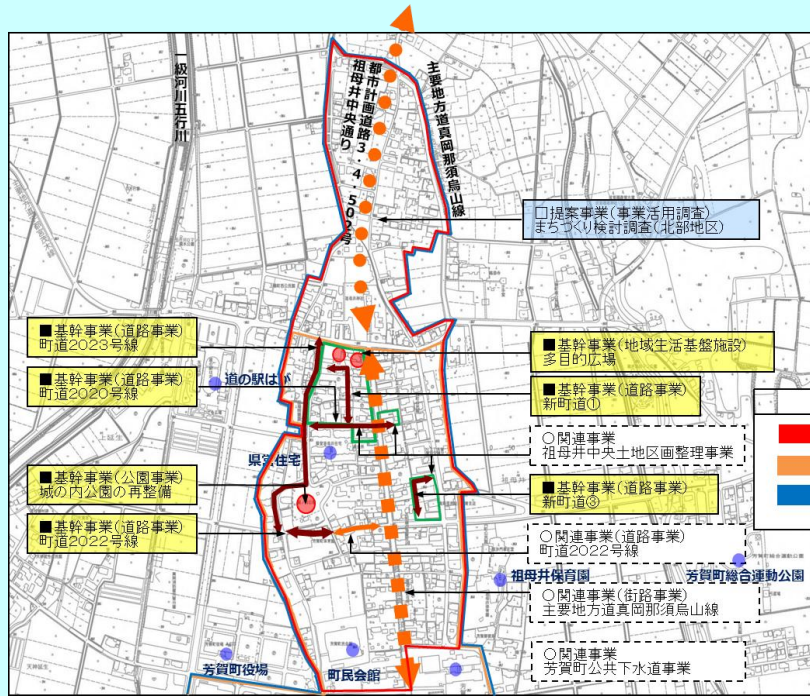 一級河川五行川
都市計画道路3・4・502号
祖母井中央通り
主要地方道真岡那須烏山線
□提案事業(事業活用調査)
まちづくり検討調査(北部地区)
■基幹事業(道路事業)
町道2023号線
■基幹事業(地域生活基盤施設)
多目的広場
■基幹事業(道路事業)
町道2020号線
道の駅はが
■基幹事業(道路事業)
新町道①
○関連事業
祖母井中央土地区画整理事業
県営住宅
■基幹事業(公園事業)
城の内公園の再整備
■基幹事業(道路事業)
新町道③
■基幹事業(道路事業)
町道2022号線
○関連事業(道路事業)
町道2022号線
祖母井保育園
芳賀町総合運動公園
○関連事業(街路事業)
主要地方道真岡那須烏山線
○関連事業
芳賀町公共下水道事業
芳賀町役場
町民会館